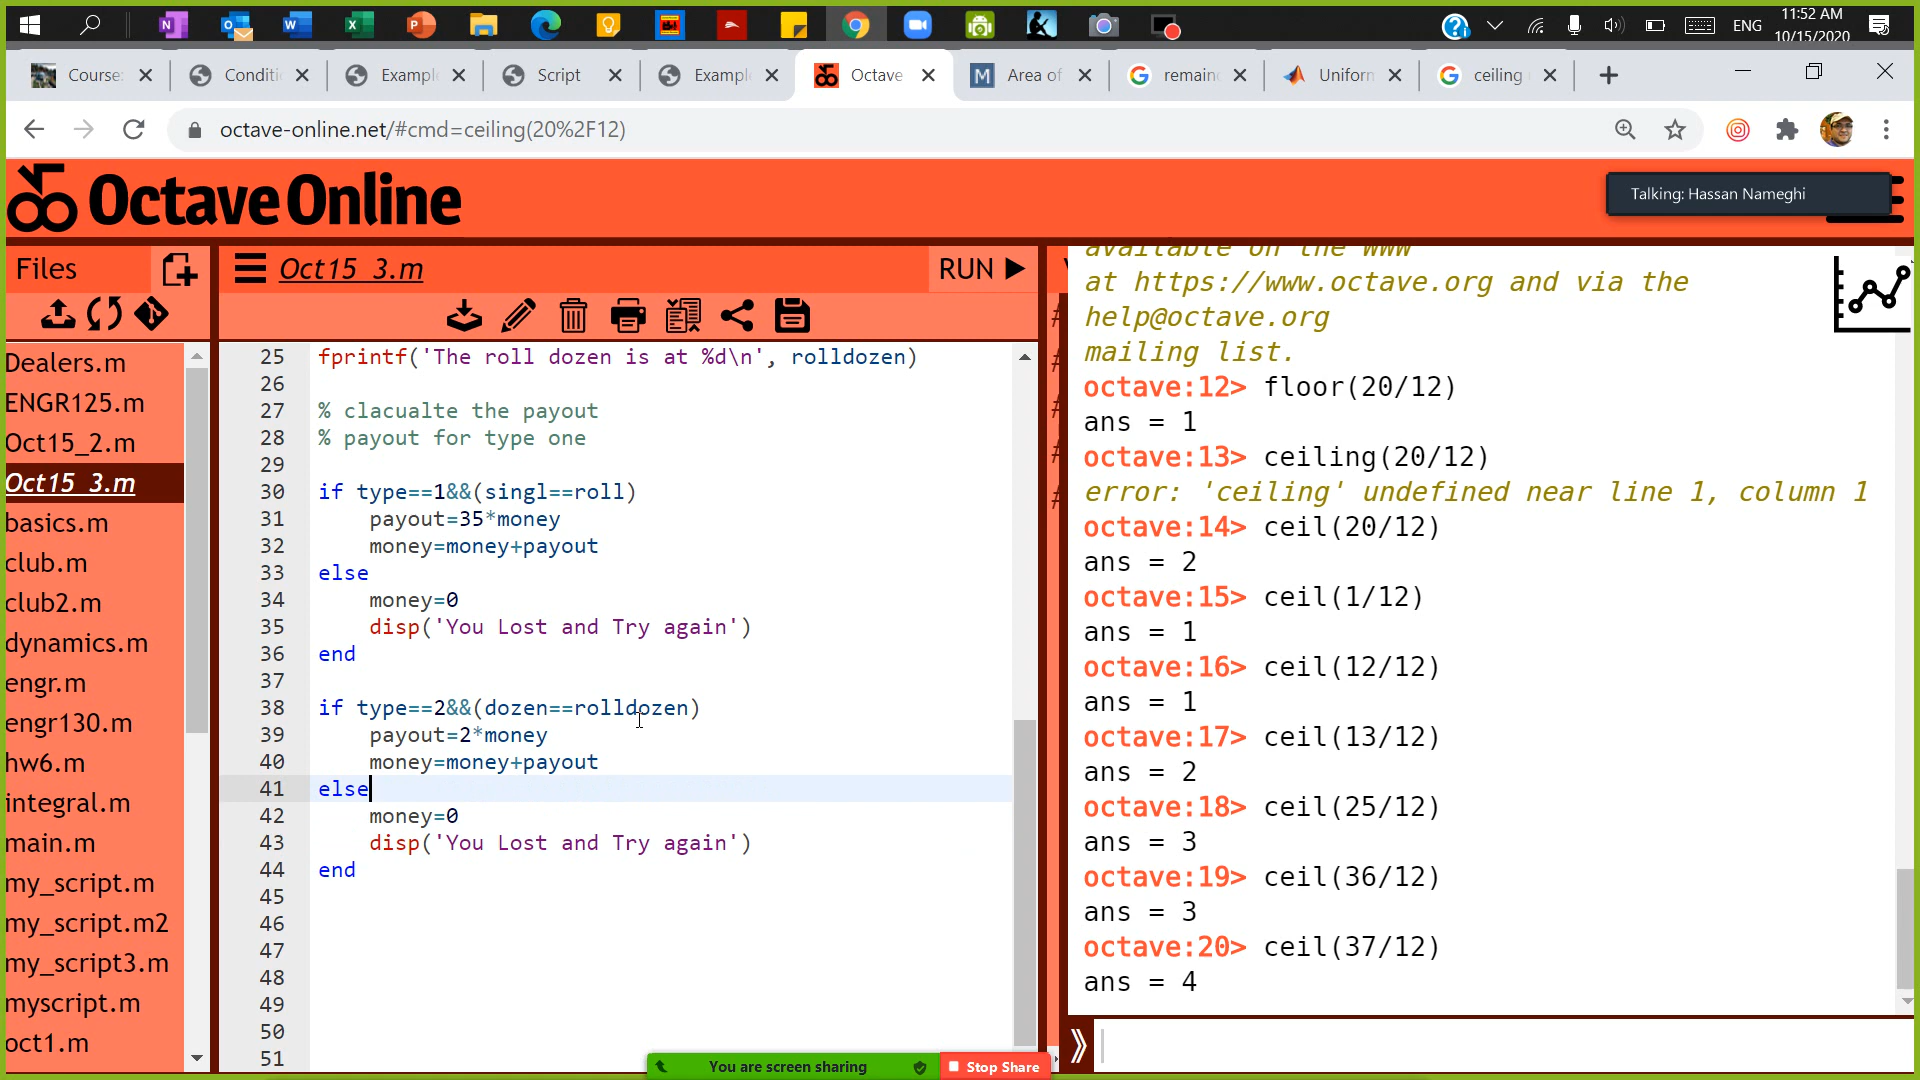 ENG
11:52 AM
10/15/2020
Course:
Conditi
Exampl
Script
Exampl
Octave
Area of
remain
Uniforn
ceiling
octave-online.net/#cmd=ceiling(20%2F12)
Octave Online
Talking: Hassan Nameghi
Files
Oct15_3.m
RUN
Dealers.m
ENGR125.m
Oct15_2.m
Oct15_3.m
basics.m
club.m
club2.m
dynamics.m
engr.m
engr130.m
hw6.m
integral.m
main.m
my_script.m
my_script.m2
my_script3.m
myscript.m
oct1.m
25 fprintf('The roll dozen is at %d\n', rolldozen)
26
27 % clacualte the payout
28 % payout for type one
29
30 if type==1&&(singl==roll)
31 payout=35*money
32 money=money+payout
33 else
34 money=0
35 disp('You Lost and Try again')
36 end
37
38 if type==2&&(dozen==rolldozen)
39 payout=2*money
40 money=money+payout
41 else
42 money=0
43 disp('You Lost and Try again')
44 end
45
46
47
48
49
50
51
available on the WWW
at https://www.octave.org and via the
help@octave.org
mailing list.
octave:12> floor(20/12)
ans = 1
octave:13> ceiling(20/12)
error: 'ceiling' undefined near line 1, column 1
octave:14> ceil(20/12)
ans = 2
octave:15> ceil(1/12)
ans = 1
octave:16> ceil(12/12)
ans = 1
octave:17> ceil(13/12)
ans = 2
octave:18> ceil(25/12)
ans = 3
octave:19> ceil(36/12)
ans = 3
octave:20> ceil(37/12)
ans = 4
You are screen sharing
Stop Share